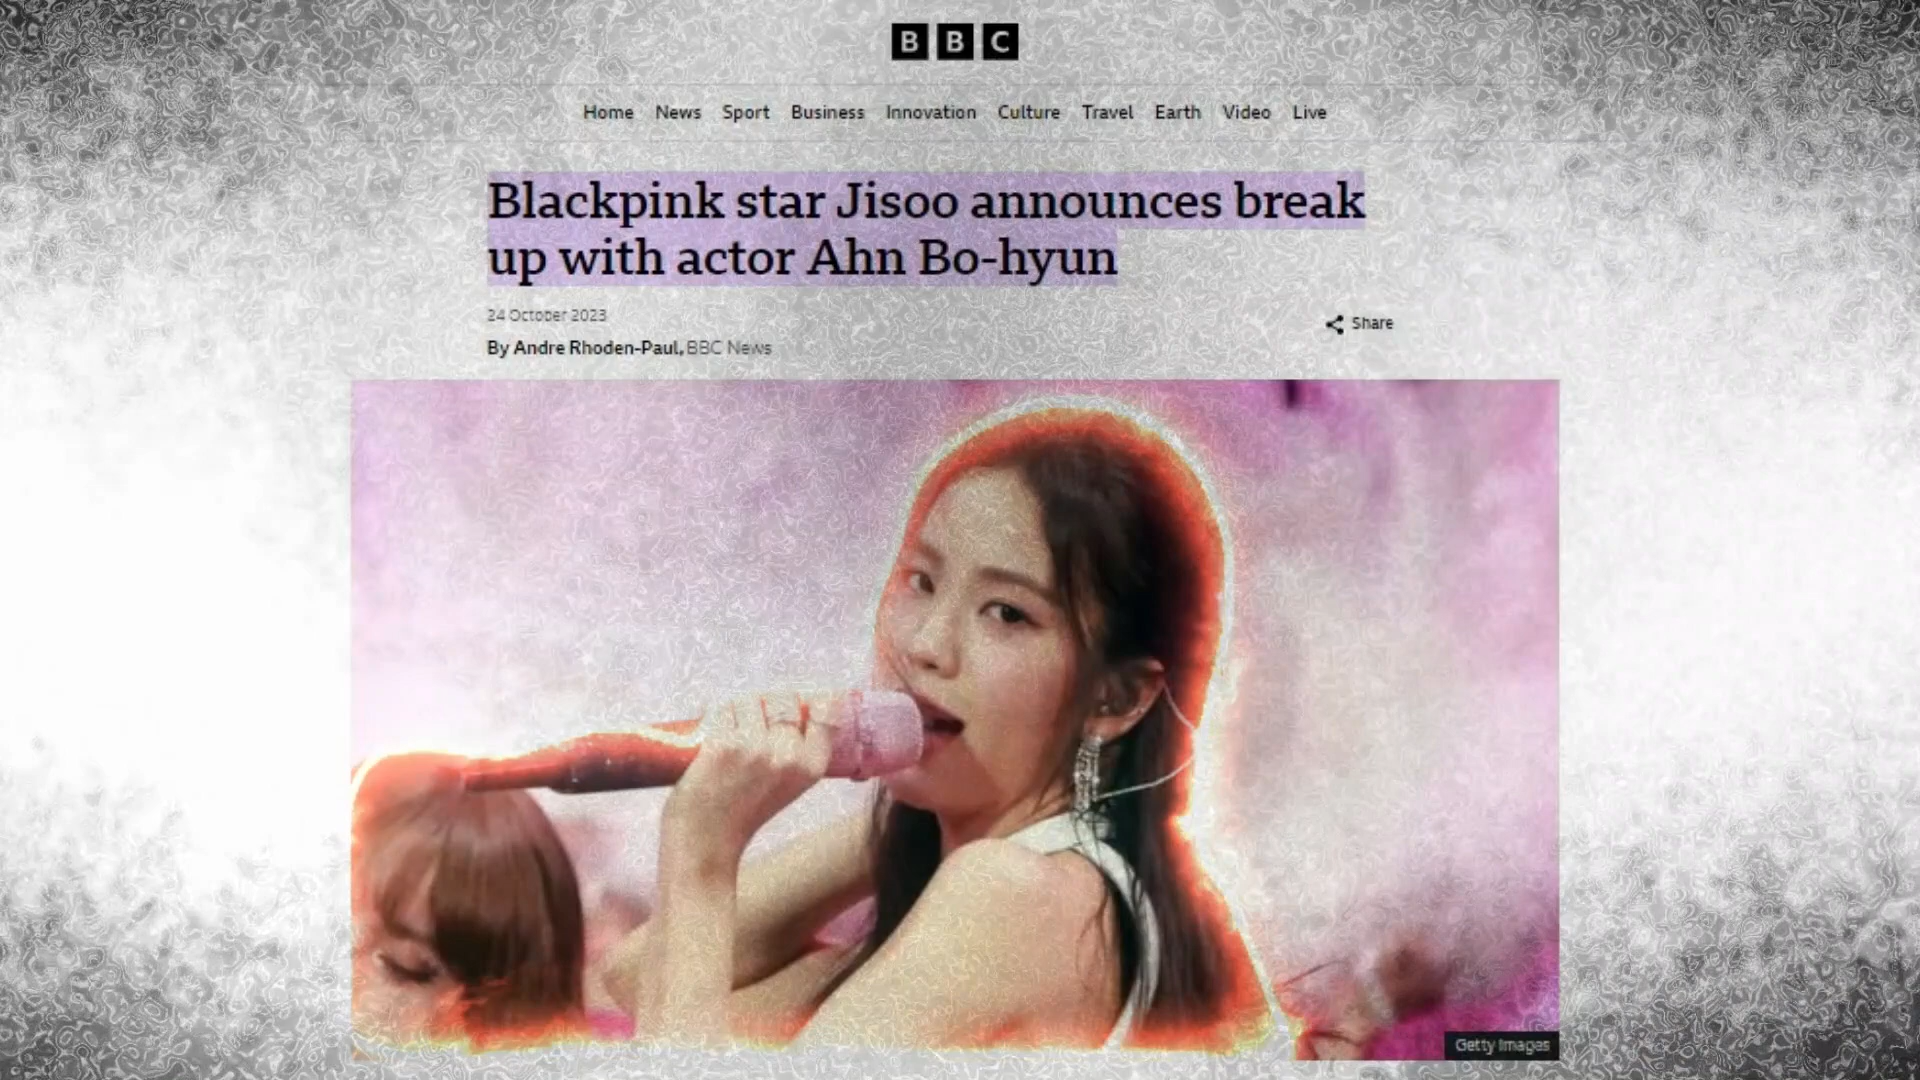 BBC
Home News Sport Business Innovation Culture Travel Earth Video Live
Blackpink star Jisoo announces break
up with actor Ahn Bo-hyun
24 October 2023
Share
By Andre Rhoden-Paul, BBC News
Getty Images